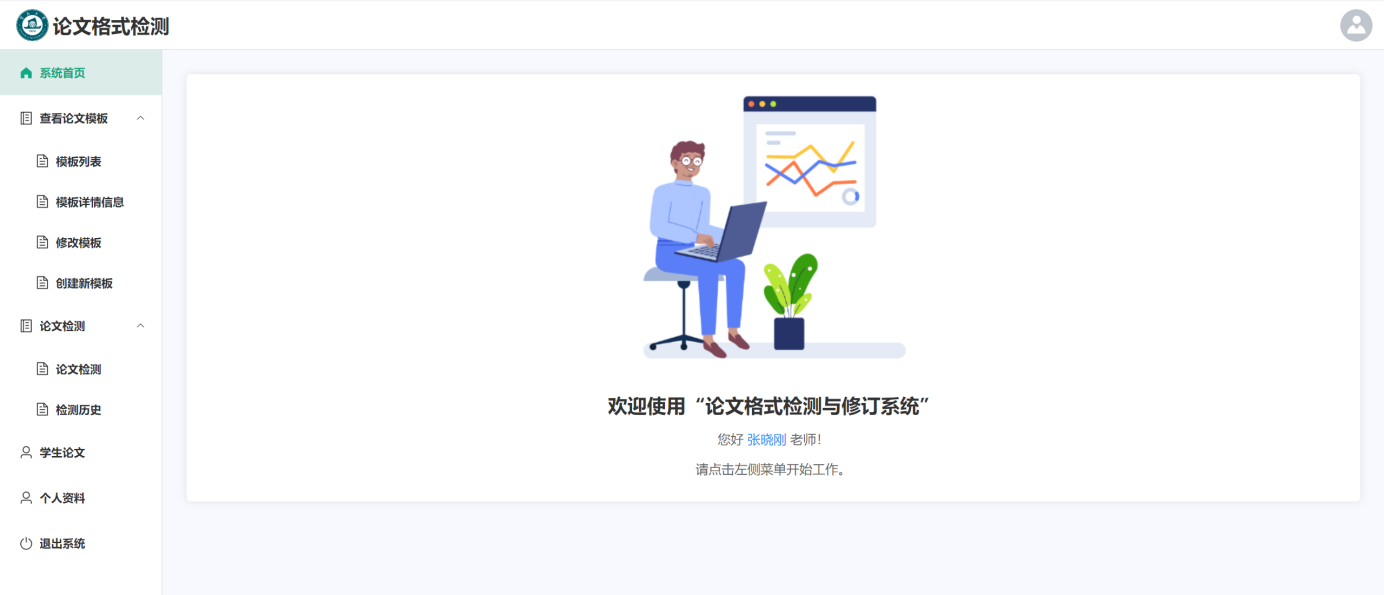 论文格式检测
系统首页
查看论文模板
模板列表
模板详情信息
修改模板
创建新模板
论文检测
论文检测
检测历史
学生论文
个人资料
退出系统
欢迎使用“论文格式检测与修订系统”
您好 张晓刚 老师！
请点击左侧菜单开始工作。